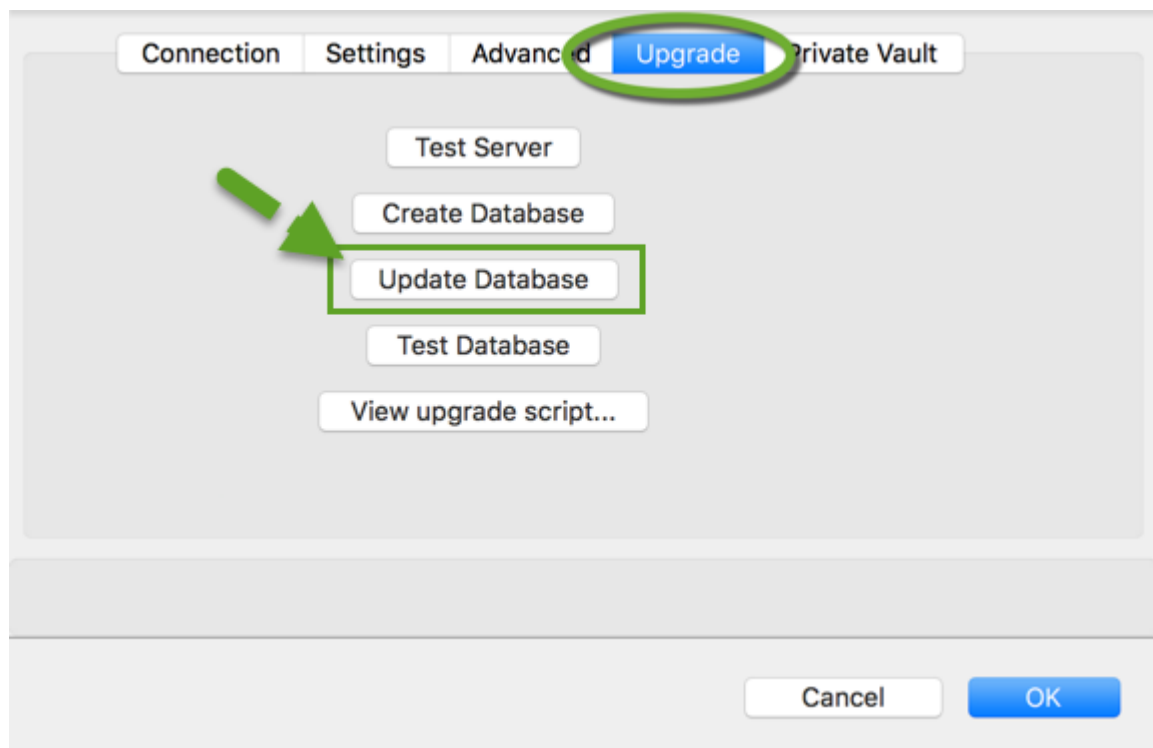 Connection Settings Advanced Upgrade Private Vault
Test Server
Create Database
Update Database
Test Database
View upgrade script...
Cancel OK